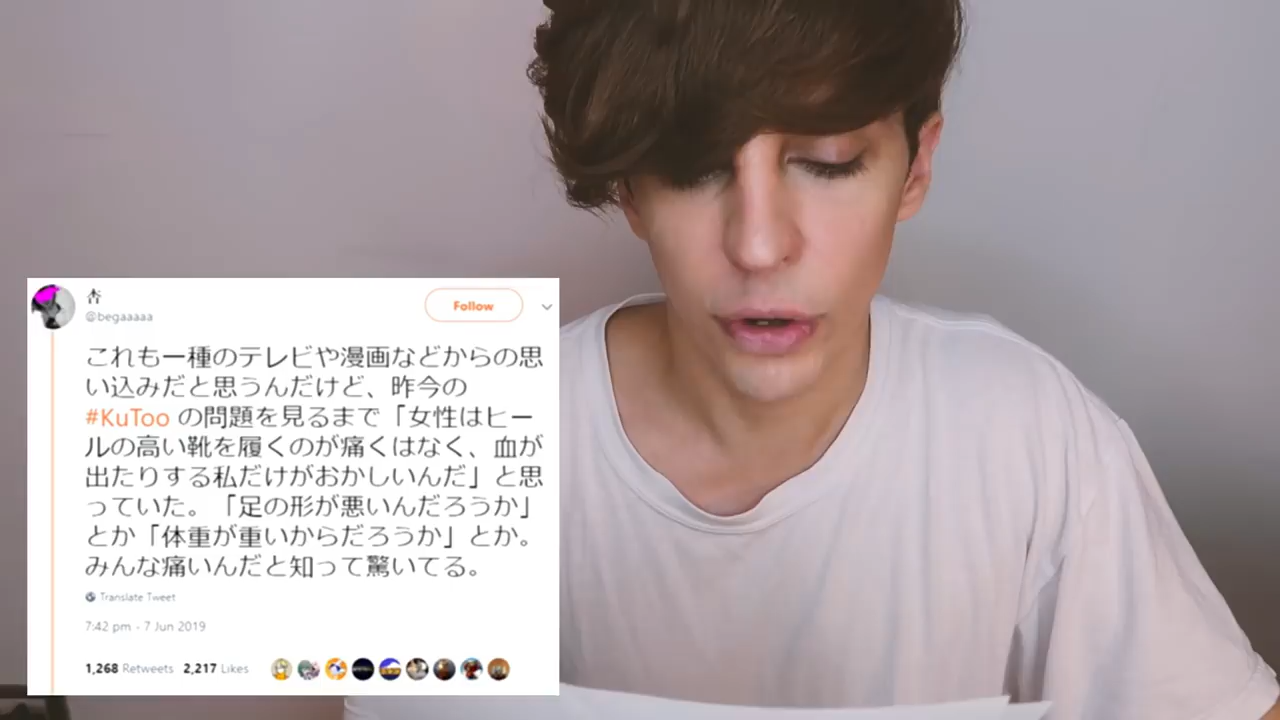 杏
@begaaaaa
Follow
これも一種のテレビや漫画などからの思
い込みだと思うんだけど、昨今の
#KuToo の問題を見るまで「女性はヒー
ルの高い靴を履くのが痛くはなく、血が
出たりする私だけがおかしいんだ」と思
っていた。「足の形が悪いんだろうか」
とか「体重が重いからだろうか」とか。
みんな痛いんだと知って驚いてる。
Translate Tweet
7:42 pm - 7 Jun 2019
1,268 Retweets 2,217 Likes